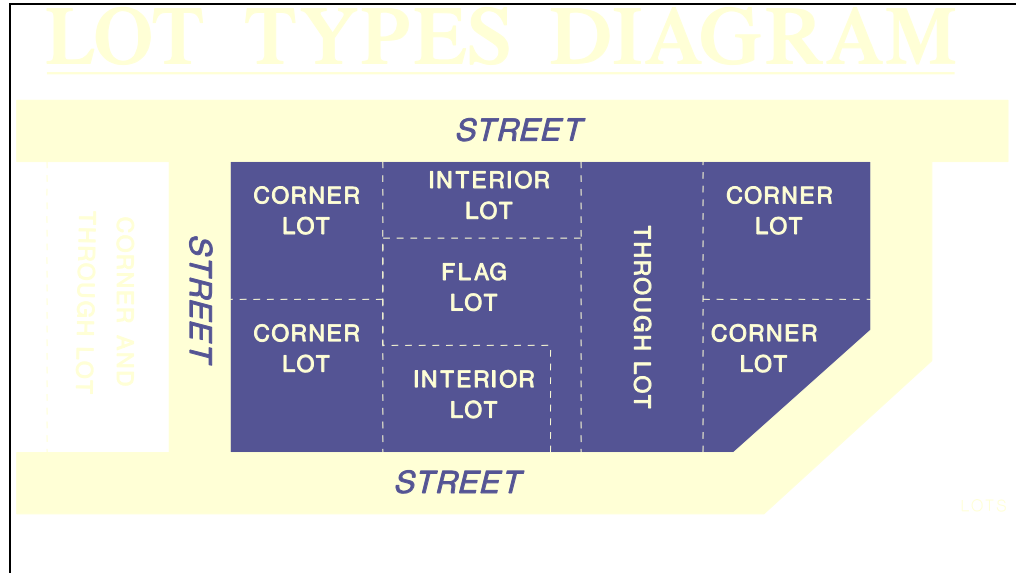 LOT TYPES DIAGRAM
STREET
CORNER
LOT
INTERIOR
LOT
CORNER
LOT
CORNER AND
THROUGH LOT
STREET
FLAG
LOT
THROUGH LOT
CORNER
LOT
INTERIOR
LOT
CORNER
LOT
STREET
LOTS